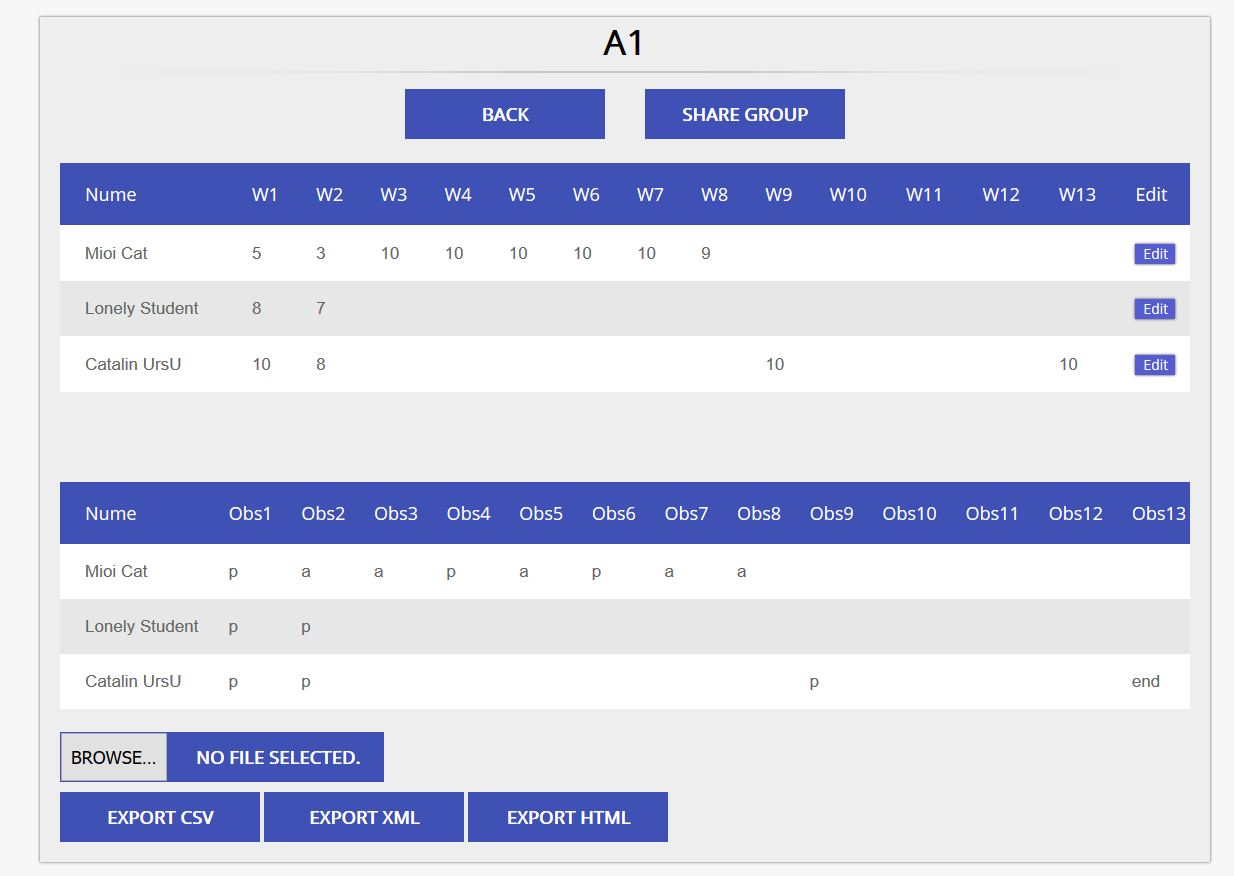 A1
BACK SHARE GROUP
Nume W1 W2 W3 W4 W5 W6 W7 W8 W9 W10 W11 W12 W13 Edit
Mioi Cat 5 3 10 10 10 10 10 9 Edit
Lonely Student 8 7 Edit
Catalin UrsU 10 8 10 10 Edit
Nume Obs1 Obs2 Obs3 Obs4 Obs5 Obs6 Obs7 Obs8 Obs9 Obs10 Obs11 Obs12 Obs13
Mioi Cat p a a p a p a a
Lonely Student p p
Catalin UrsU p p p end
BROWSE... NO FILE SELECTED.
EXPORT CSV EXPORT XML EXPORT HTML